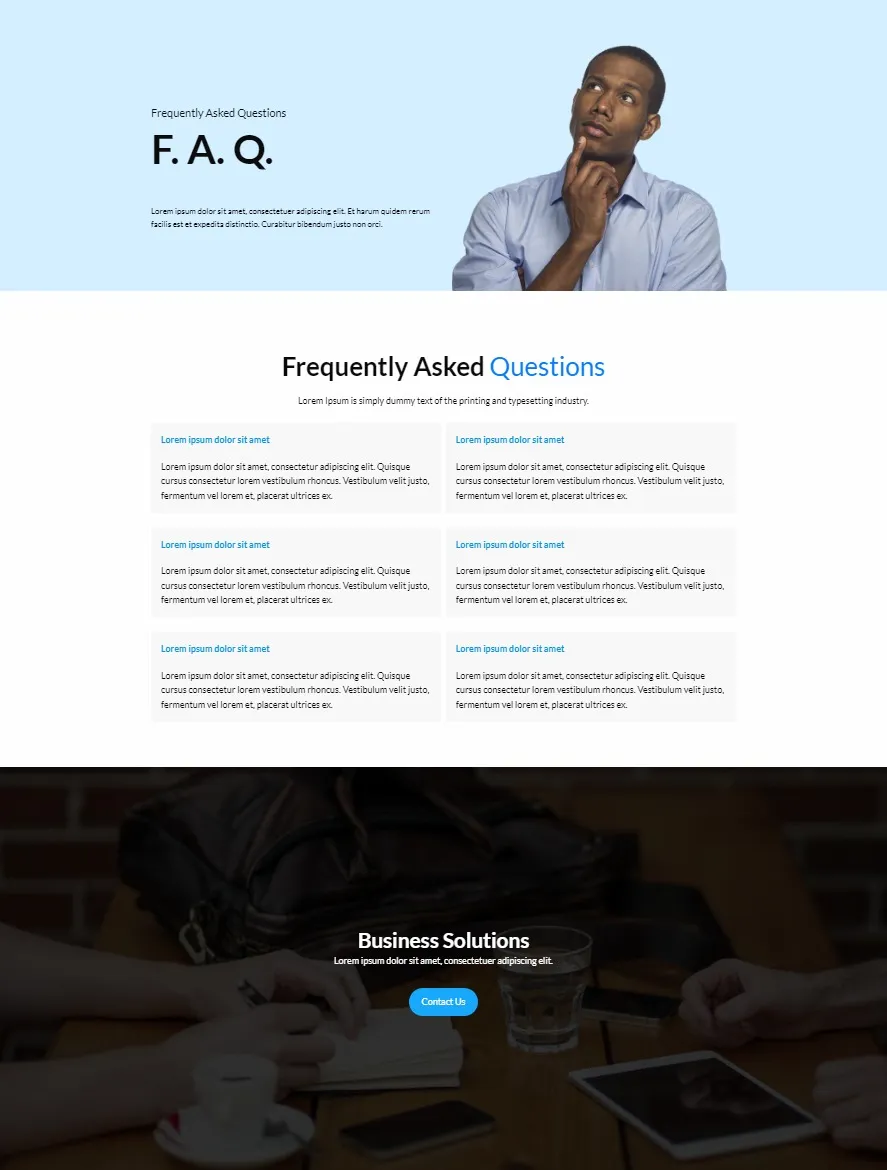 Frequently Asked Questions
F. A. Q.
Lorem ipsum dolor sit amet, consectetuer adipiscing elit. Et harum quidem rerum
facilis est et expedita distinctio. Curabitur bibendum justo non orci.
Frequently Asked Questions
Lorem Ipsum is simply dummy text of the printing and typesetting industry.
Lorem ipsum dolor sit amet
Lorem ipsum dolor sit amet, consectetur adipiscing elit. Quisque
cursus consectetur lorem vestibulum rhoncus. Vestibulum velit justo,
fermentum vel lorem et, placerat ultrices ex.
Lorem ipsum dolor sit amet
Lorem ipsum dolor sit amet, consectetur adipiscing elit. Quisque
cursus consectetur lorem vestibulum rhoncus. Vestibulum velit justo,
fermentum vel lorem et, placerat ultrices ex.
Lorem ipsum dolor sit amet
Lorem ipsum dolor sit amet, consectetur adipiscing elit. Quisque
cursus consectetur lorem vestibulum rhoncus. Vestibulum velit justo,
fermentum vel lorem et, placerat ultrices ex.
Lorem ipsum dolor sit amet
Lorem ipsum dolor sit amet, consectetur adipiscing elit. Quisque
cursus consectetur lorem vestibulum rhoncus. Vestibulum velit justo,
fermentum vel lorem et, placerat ultrices ex.
Lorem ipsum dolor sit amet
Lorem ipsum dolor sit amet, consectetur adipiscing elit. Quisque
cursus consectetur lorem vestibulum rhoncus. Vestibulum velit justo,
fermentum vel lorem et, placerat ultrices ex.
Lorem ipsum dolor sit amet
Lorem ipsum dolor sit amet, consectetur adipiscing elit. Quisque
cursus consectetur lorem vestibulum rhoncus. Vestibulum velit justo,
fermentum vel lorem et, placerat ultrices ex.
Business Solutions
Lorem ipsum dolor sit amet, consectetuer adipiscing elit.
Contact Us